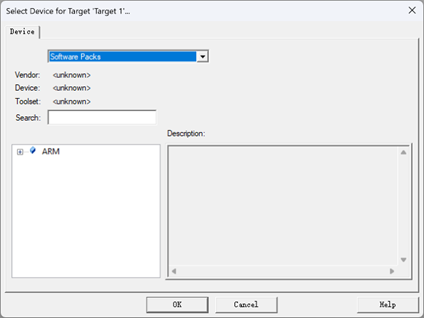 Select Device for Target 'Target 1'...
Device
Software Packs
Vendor: <unknown>
Device: <unknown>
Toolset: <unknown>
Search:
Description:
ARM
OK Cancel Help